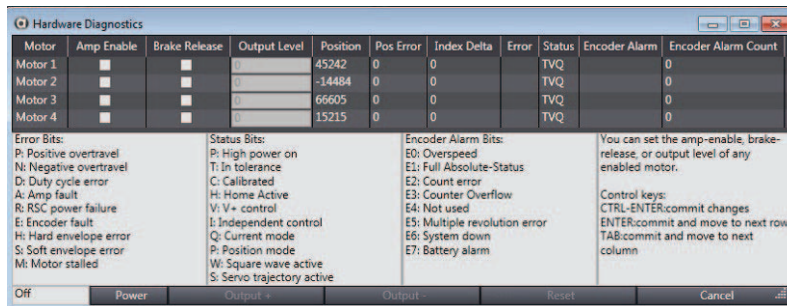 Hardware Diagnostics
Motor Amp Enable Brake Release Output Level Position Pos Error Index Delta Error Status Encoder Alarm Encoder Alarm Count
Motor 1 0 45242 0 0 TVQ 0
Motor 2 0 -14484 0 0 TVQ 0
Motor 3 0 66605 0 0 TVQ 0
Motor 4 0 15215 0 0 TVQ 0
Error Bits:
P: Positive overtravel
N: Negative overtravel
D: Duty cycle error
A: Amp fault
R: RSC power failure
E: Encoder fault
H: Hard envelope error
S: Soft envelope error
M: Motor stalled
Status Bits:
P: High power on
T: In tolerance
C: Calibrated
H: Home Active
V: V+ control
I: Independent control
Q: Current mode
P: Position mode
W: Square wave active
S: Servo trajectory active
Encoder Alarm Bits:
E0: Overspeed
E1: Full Absolute-Status
E2: Count error
E3: Counter Overflow
E4: Not used
E5: Multiple revolution error
E6: System down
E7: Battery alarm
You can set the amp-enable, brake-
release, or output level of any
enabled motor.
Control keys:
CTRL-ENTER:commit changes
ENTER:commit and move to next row
TAB:commit and move to next
column
Off Power Output + Output - Reset Cancel